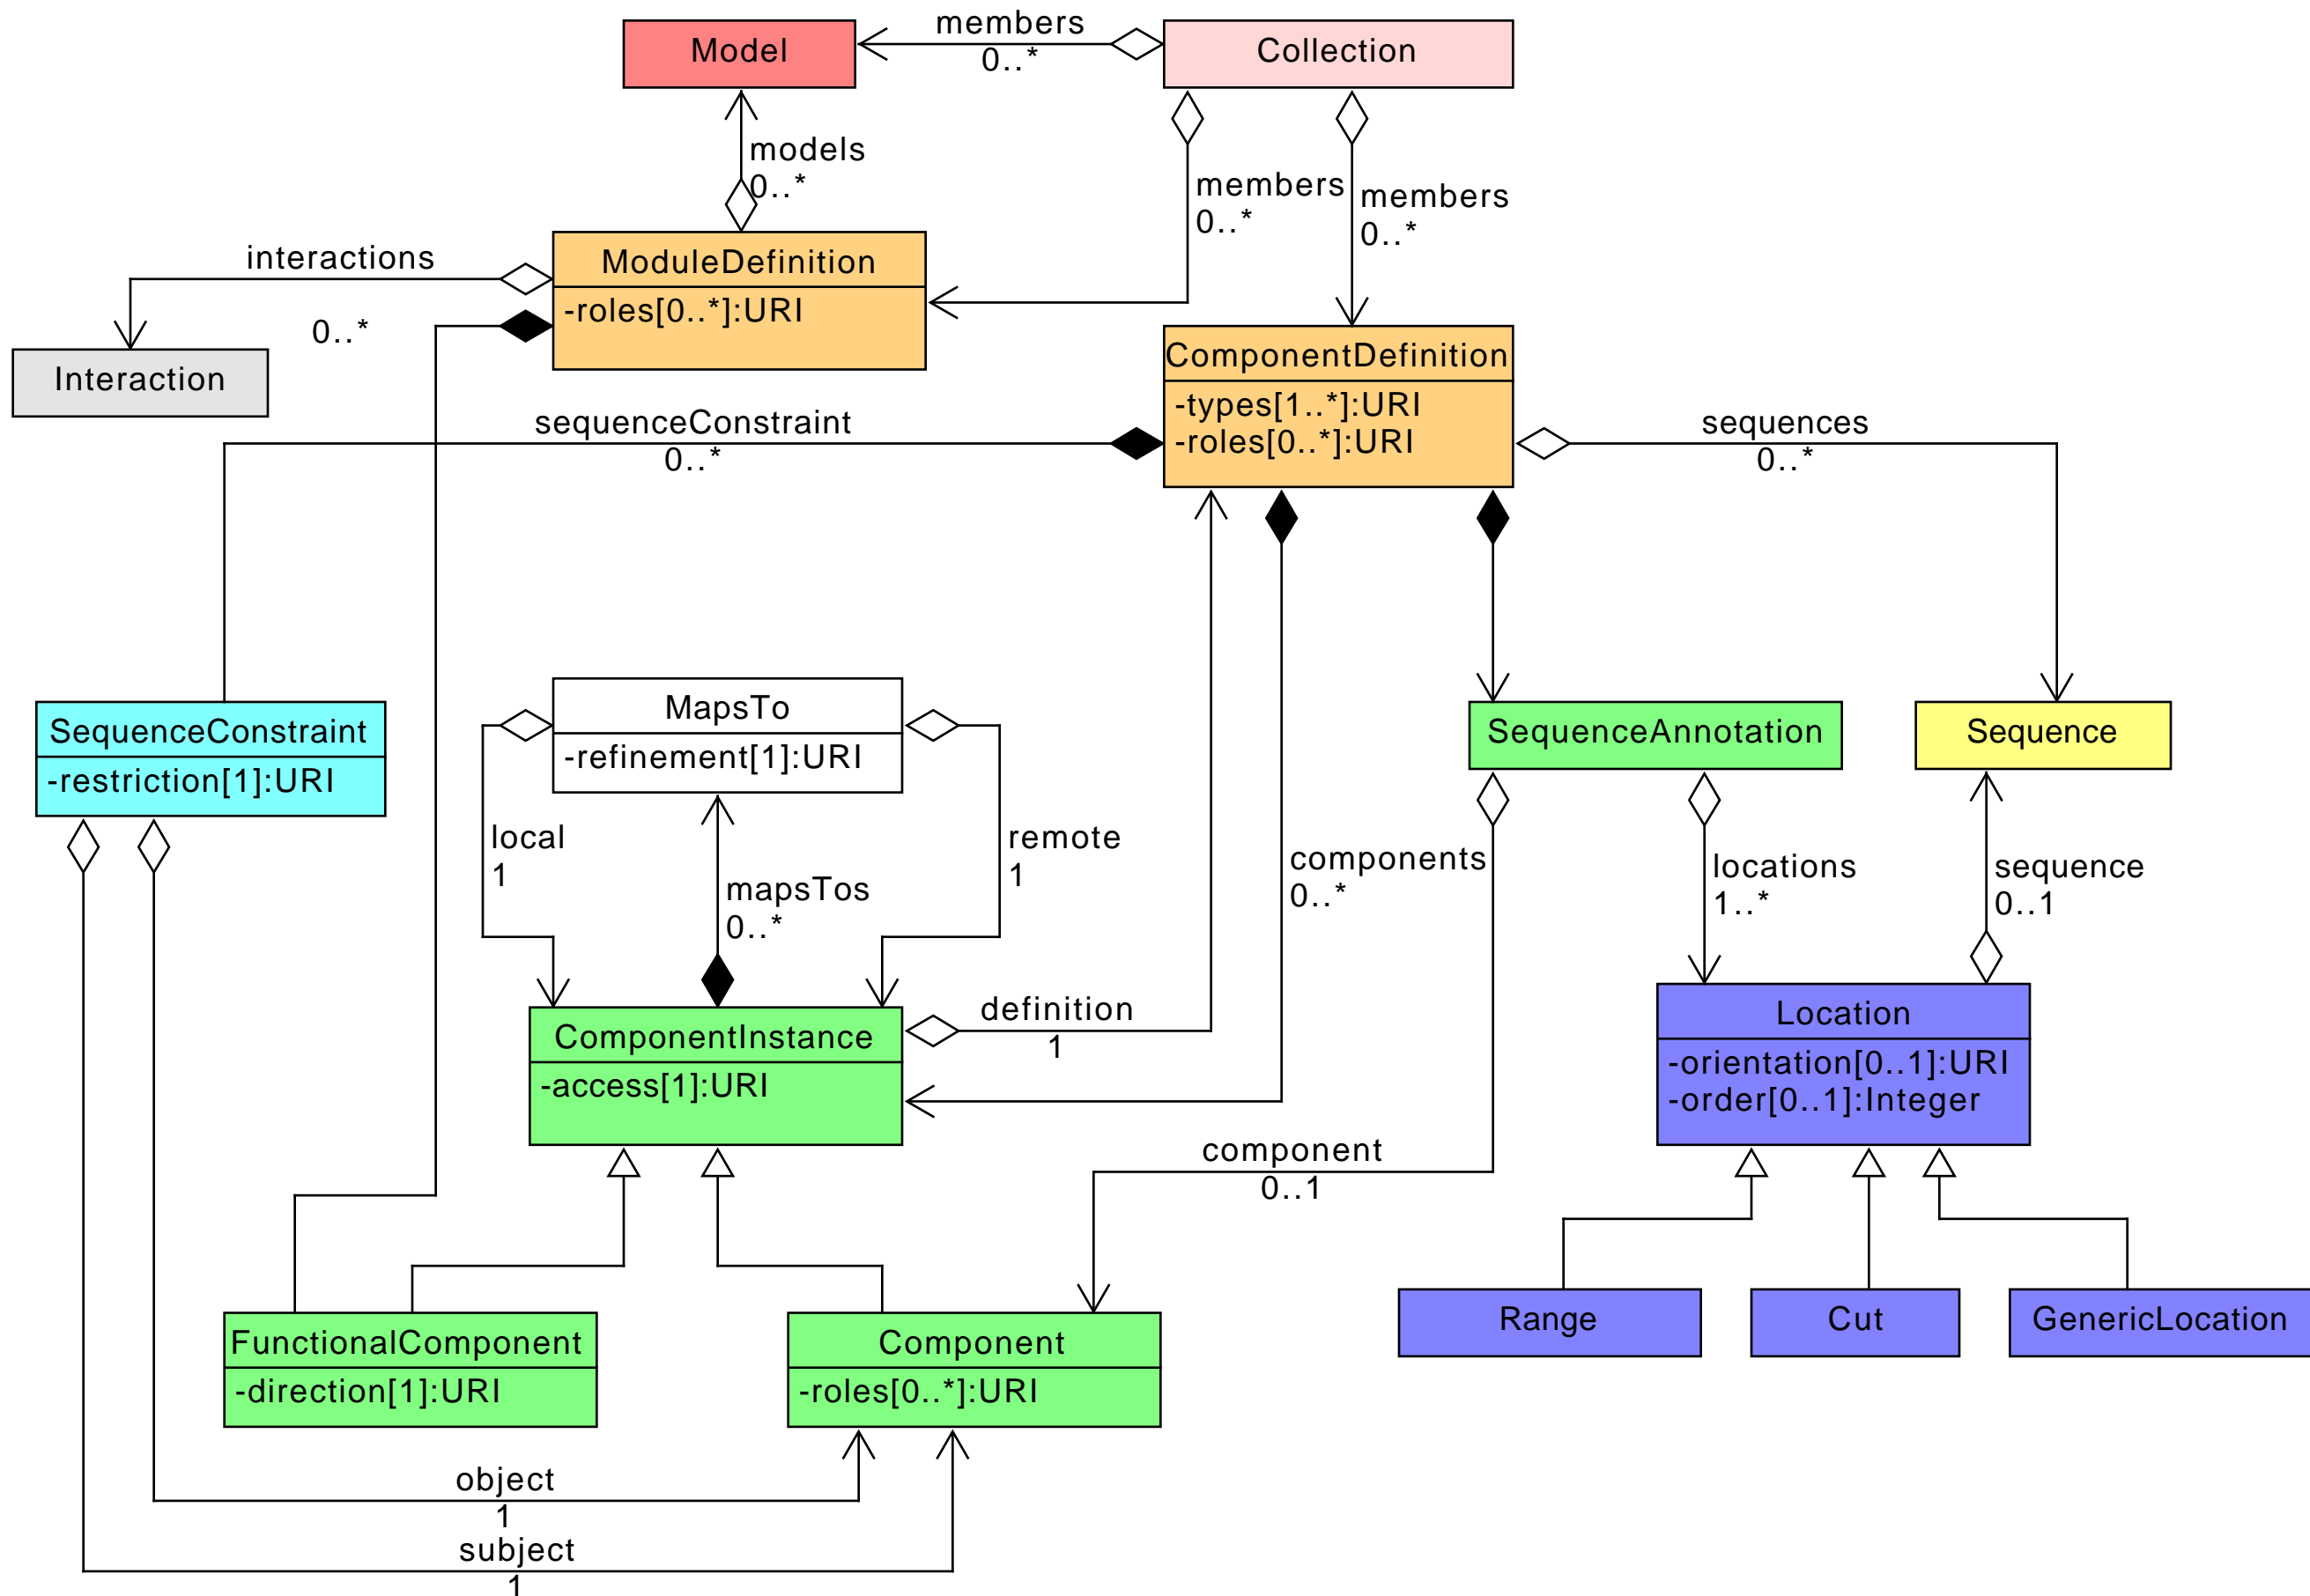 members
Model
Collection
0..*
models
0..*
members
0..*
members
0..*
interactions
0..*
ModuleDefinition
-roles[0..*]:URI
Interaction
ComponentDefinition
-types[1..*]:URI
-roles[0..*]:URI
sequenceConstraint
0..*
sequences
0..*
MapsTo
-refinement[1]:URI
SequenceConstraint
-restriction[1]:URI
SequenceAnnotation
Sequence
local
1
remote
1
mapsTos
0..*
components
0..*
locations
1..*
sequence
0..1
definition
1
ComponentInstance
-access[1]:URI
Location
-orientation[0..1]:URI
-order[0..1]:Integer
component
0..1
FunctionalComponent
-direction[1]:URI
Component
-roles[0..*]:URI
Range
Cut
GenericLocation
object
1
subject
1